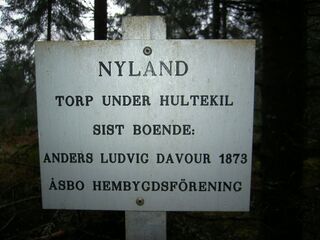 NYLAND
TORP UNDER HULTEKIL
SIST BOENDE:
ANDERS LUDVIG DAVOUR 1873
ÅSBO HEMBYGDSFÖRENING